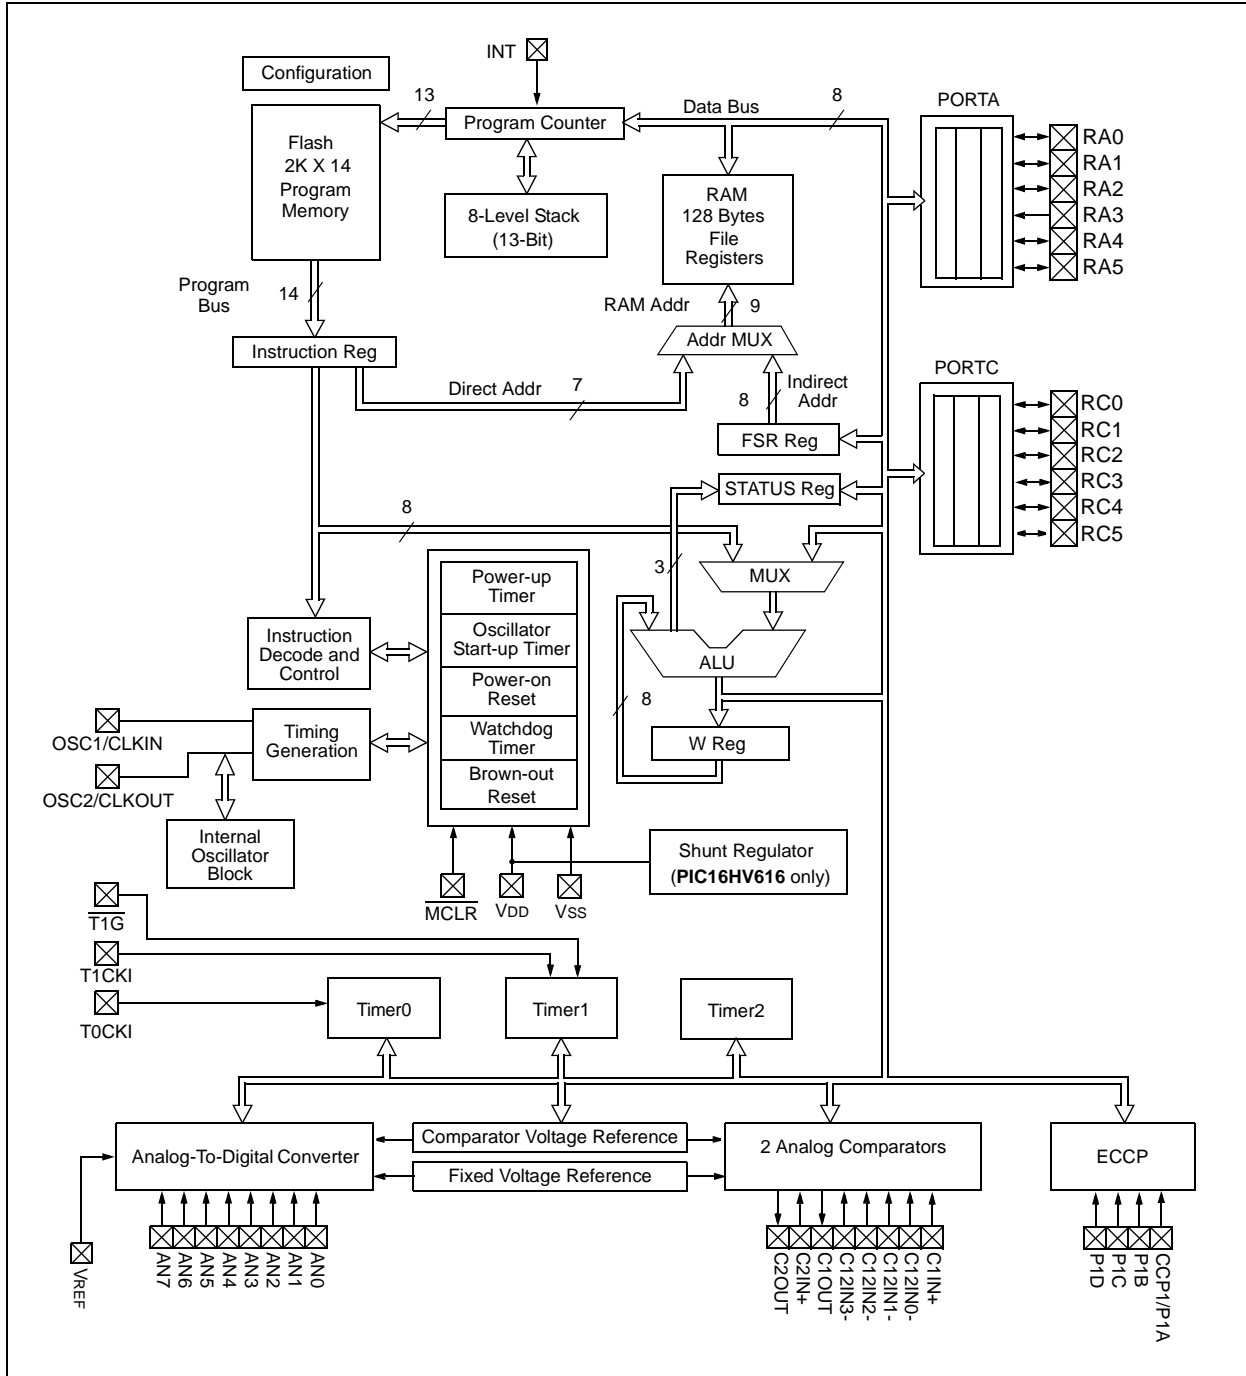 INT
Configuration
13
Program Counter
Data Bus
8
PORTA
Flash
2K X 14
Program
Memory
8-Level Stack
(13-Bit)
RAM
128 Bytes
File
Registers
RA0
RA1
RA2
RA3
RA4
RA5
Program
Bus
14
RAM Addr
9
Addr MUX
Instruction Reg
Direct Addr
7
8
Indirect
Addr
FSR Reg
PORTC
RC0
RC1
RC2
RC3
RC4
RC5
STATUS Reg
8
3
MUX
Power-up
Timer
Oscillator
Start-up Timer
Power-on
Reset
Watchdog
Timer
Brown-out
Reset
Instruction
Decode and
Control
ALU
8
W Reg
OSC1/CLKIN
Timing
Generation
OSC2/CLKOUT
Internal
Oscillator
Block
Shunt Regulator
(PIC16HV616 only)
MCLR
VDD
VSS
T1G
T1CKI
T0CKI
Timer0
Timer1
Timer2
Analog-To-Digital Converter
Comparator Voltage Reference
Fixed Voltage Reference
2 Analog Comparators
ECCP
VREF
AN7
AN6
AN5
AN4
AN3
AN2
AN1
AN0
C2OUT
C2IN+
C1OUT
C12IN3-
C12IN2-
C12IN1-
C12IN0-
C1IN+
P1D
P1C
P1B
CCP1/P1A